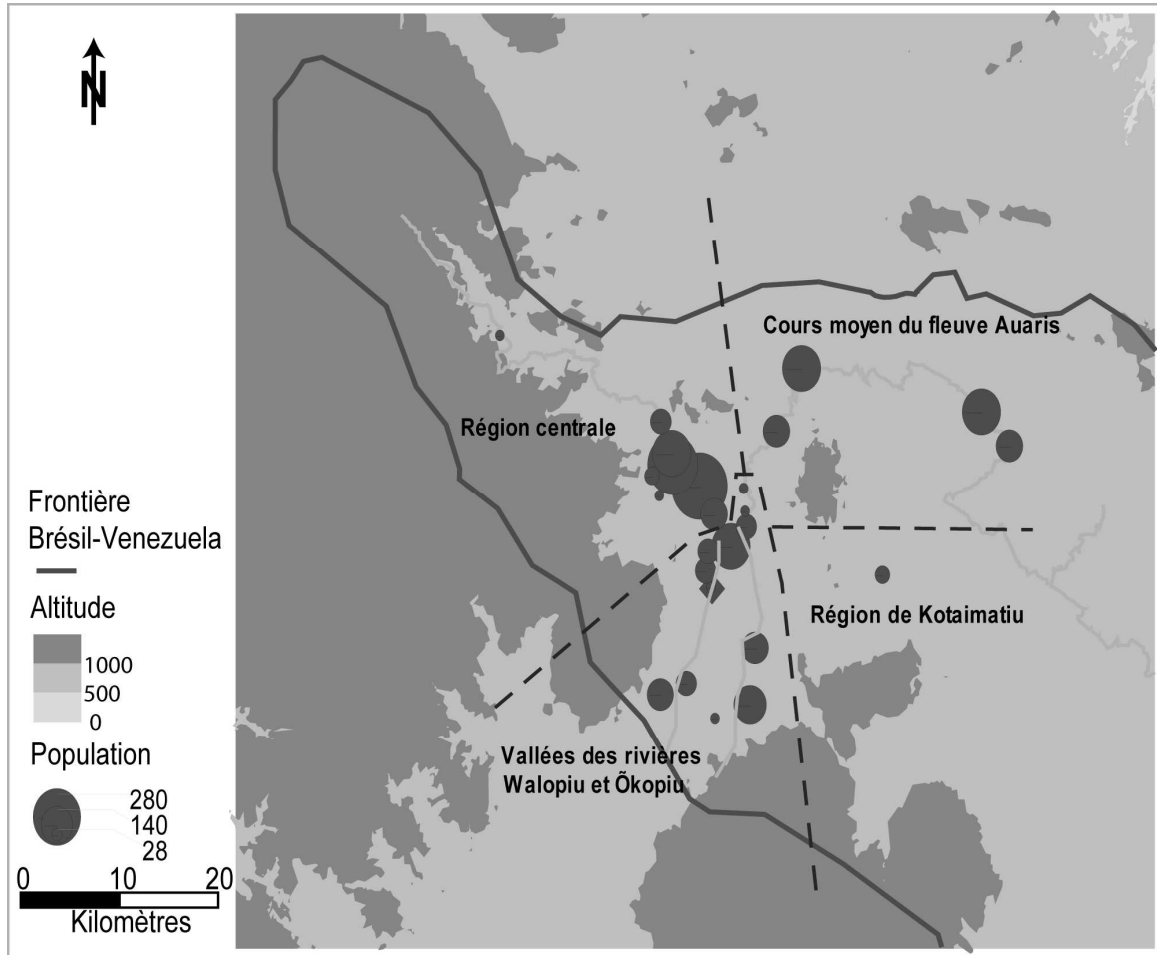 N
Cours moyen du fleuve Auaris
Région centrale
Région de Kotaimatiu
Vallées des rivières
Walopiu et Õkopiu
Frontière
Brésil-Venezuela
Altitude
1000
500
0
Population
280
140
28
0 10 20
Kilomètres